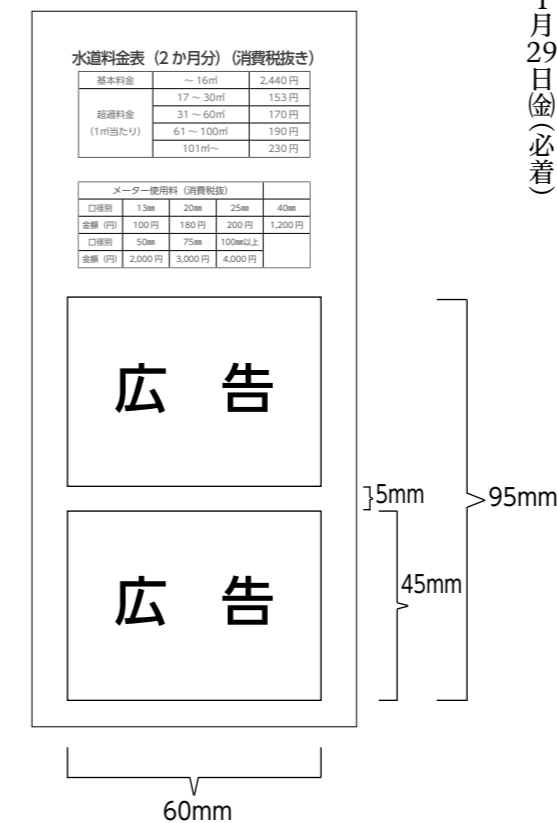 1月29日㈮(必着)
水道料金表(2か月分)(消費税抜き)
基本料金 ～16㎥ 2,440円
超過料金(1㎥当たり) 17～30㎥ 153円
31～60㎥ 170円
61～100㎥ 190円
101㎥～ 230円
メーター使用料(消費税抜)
口径別 13㎜ 20㎜ 25㎜ 40㎜
金額(円) 100円 180円 200円 1,200円
口径別 50㎜ 75㎜ 100㎜以上
金額(円) 2,000円 3,000円 4,000円
広 告
5mm
95mm
広 告
45mm
60mm